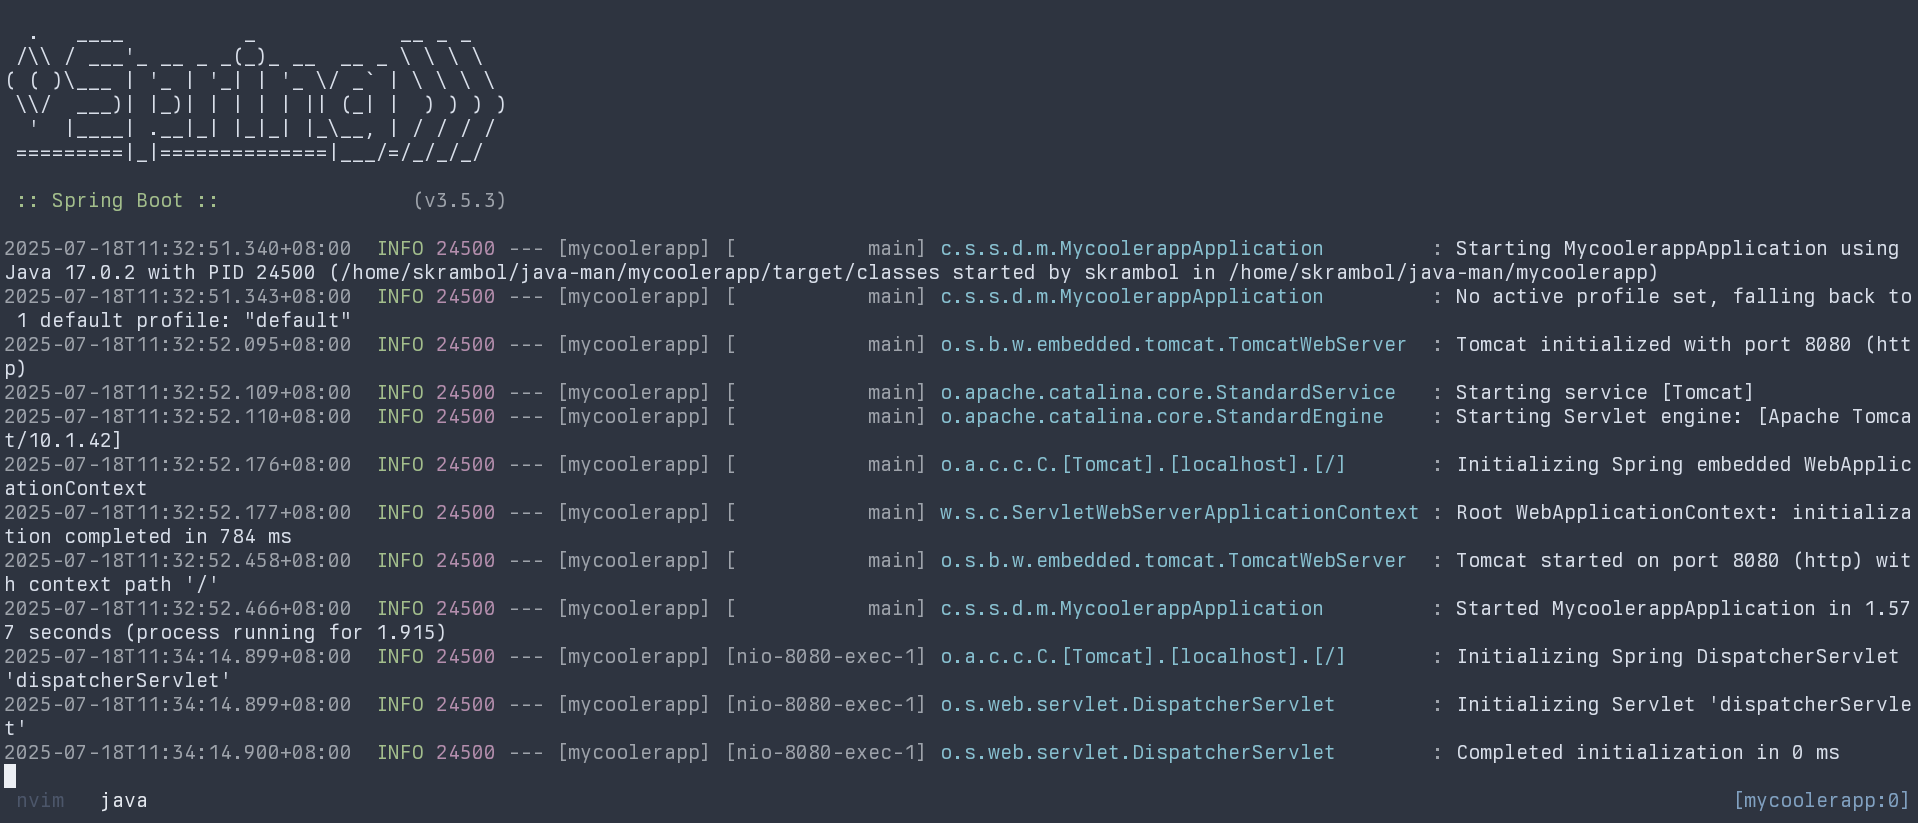 .   ____          _            __ _ _
 /\\ / ___'_ __ _ _(_)_ __  __ _ \ \ \ \
( ( )\___ | '_ | '_| | '_ \/ _` | \ \ \ \
 \\/  ___)| |_)| | | | | || (_| |  ) ) ) )
  '  |____| .__|_| |_|_| |_\__, | / / / /
 =========|_|==============|___/=/_/_/_/
 :: Spring Boot ::                (v3.5.3)
2025-07-18T11:32:51.340+08:00  INFO 24500 --- [mycoolerapp] [           main] c.s.s.d.m.MycoolerappApplication         : Starting MycoolerappApplication using
Java 17.0.2 with PID 24500 (/home/skrambol/java-man/mycoolerapp/target/classes started by skrambol in /home/skrambol/java-man/mycoolerapp)
2025-07-18T11:32:51.343+08:00  INFO 24500 --- [mycoolerapp] [           main] c.s.s.d.m.MycoolerappApplication         : No active profile set, falling back to
 1 default profile: "default"
2025-07-18T11:32:52.095+08:00  INFO 24500 --- [mycoolerapp] [           main] o.s.b.w.embedded.tomcat.TomcatWebServer  : Tomcat initialized with port 8080 (htt
p)
2025-07-18T11:32:52.109+08:00  INFO 24500 --- [mycoolerapp] [           main] o.apache.catalina.core.StandardService   : Starting service [Tomcat]
2025-07-18T11:32:52.110+08:00  INFO 24500 --- [mycoolerapp] [           main] o.apache.catalina.core.StandardEngine    : Starting Servlet engine: [Apache Tomca
t/10.1.42]
2025-07-18T11:32:52.176+08:00  INFO 24500 --- [mycoolerapp] [           main] o.a.c.c.C.[Tomcat].[localhost].[/]       : Initializing Spring embedded WebApplic
ationContext
2025-07-18T11:32:52.177+08:00  INFO 24500 --- [mycoolerapp] [           main] w.s.c.ServletWebServerApplicationContext : Root WebApplicationContext: initializa
tion completed in 784 ms
2025-07-18T11:32:52.458+08:00  INFO 24500 --- [mycoolerapp] [           main] o.s.b.w.embedded.tomcat.TomcatWebServer  : Tomcat started on port 8080 (http) wit
h context path '/'
2025-07-18T11:32:52.466+08:00  INFO 24500 --- [mycoolerapp] [           main] c.s.s.d.m.MycoolerappApplication         : Started MycoolerappApplication in 1.57
7 seconds (process running for 1.915)
2025-07-18T11:34:14.899+08:00  INFO 24500 --- [mycoolerapp] [nio-8080-exec-1] o.a.c.c.C.[Tomcat].[localhost].[/]       : Initializing Spring DispatcherServlet
'dispatcherServlet'
2025-07-18T11:34:14.899+08:00  INFO 24500 --- [mycoolerapp] [nio-8080-exec-1] o.s.web.servlet.DispatcherServlet        : Initializing Servlet 'dispatcherServle
t'
2025-07-18T11:34:14.900+08:00  INFO 24500 --- [mycoolerapp] [nio-8080-exec-1] o.s.web.servlet.DispatcherServlet        : Completed initialization in 0 ms
 nvim   java   [mycoolerapp:0]